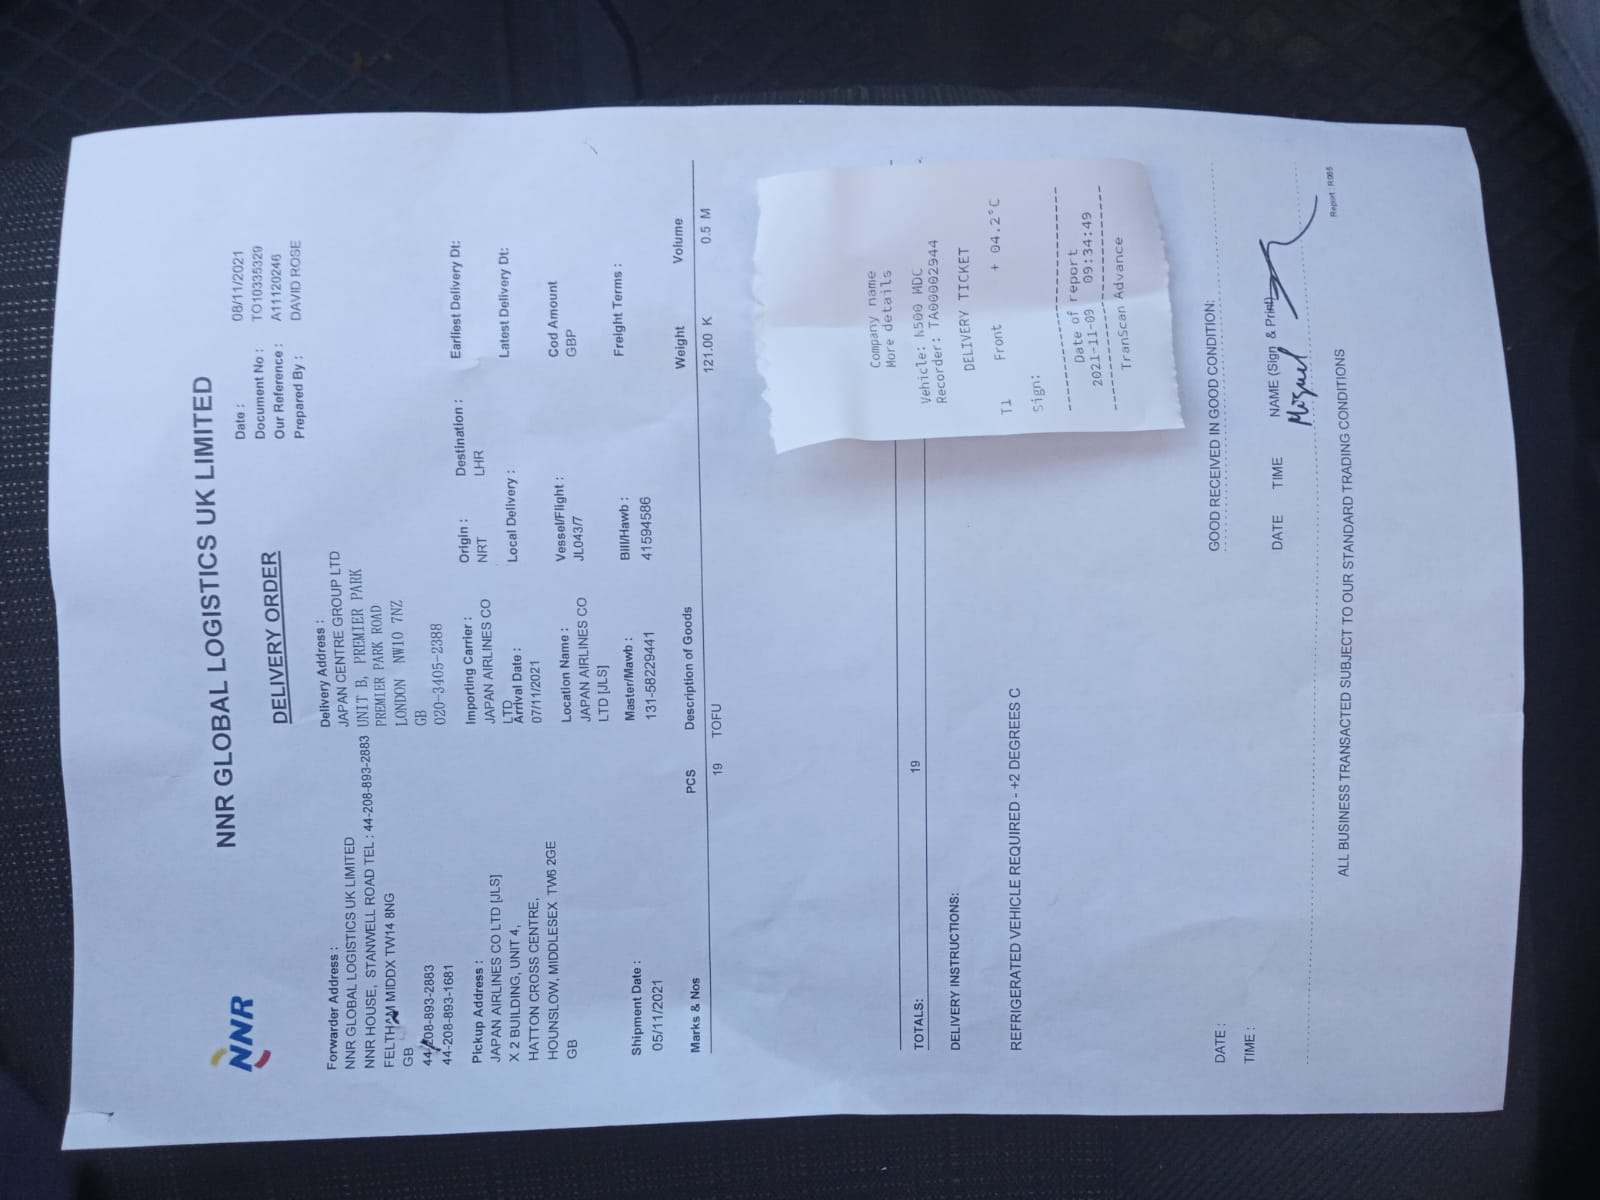 NNR
NNR GLOBAL LOGISTICS UK LIMITED
DELIVERY ORDER
Date : 08/11/2021
Document No : TO10335329
Our Reference : A11120246
Prepared By : DAVID ROSE
Forwarder Address :
NNR GLOBAL LOGISTICS UK LIMITED
NNR HOUSE, STANWELL ROAD TEL : 44-208-893-2883
FELTHAM MIDDX TW14 8NG
GB
44-208-893-2883
44-208-893-1681
Delivery Address :
JAPAN CENTRE GROUP LTD
UNIT B, PREMIER PARK
PREMIER PARK ROAD
LONDON NW10 7NZ
GB
020-3405-2388
Pickup Address :
JAPAN AIRLINES CO LTD [JLS]
X 2 BUILDING, UNIT 4,
HATTON CROSS CENTRE,
HOUNSLOW, MIDDLESEX TW6 2GE
GB
Importing Carrier :
JAPAN AIRLINES CO
LTD
Arrival Date :
07/11/2021
Location Name :
JAPAN AIRLINES CO
LTD [JLS]
Origin :
NRT
Destination :
LHR
Earliest Delivery Dt:
Local Delivery :
Latest Delivery Dt:
Vessel/Flight :
JL043/7
Cod Amount
GBP
Shipment Date :
05/11/2021
Master/Mawb :
131-58229441
Bill/Hawb :
41594586
Freight Terms :
Marks & Nos PCS Description of Goods Weight Volume
19 TOFU 121.00 K 0.5 M
TOTALS: 19
DELIVERY INSTRUCTIONS:
REFRIGERATED VEHICLE REQUIRED - +2 DEGREES C
Company name
More details
Vehicle: N500 MDC
Recorder: TA00002944
DELIVERY TICKET
T1 Front + 04.2°C
Sign:
Date of report
2021-11-09 09:34:49
TranScan Advance
DATE :
TIME :
GOOD RECEIVED IN GOOD CONDITION:
DATE TIME NAME (Sign & Print)
Miguel
Report : R065
ALL BUSINESS TRANSACTED SUBJECT TO OUR STANDARD TRADING CONDITIONS